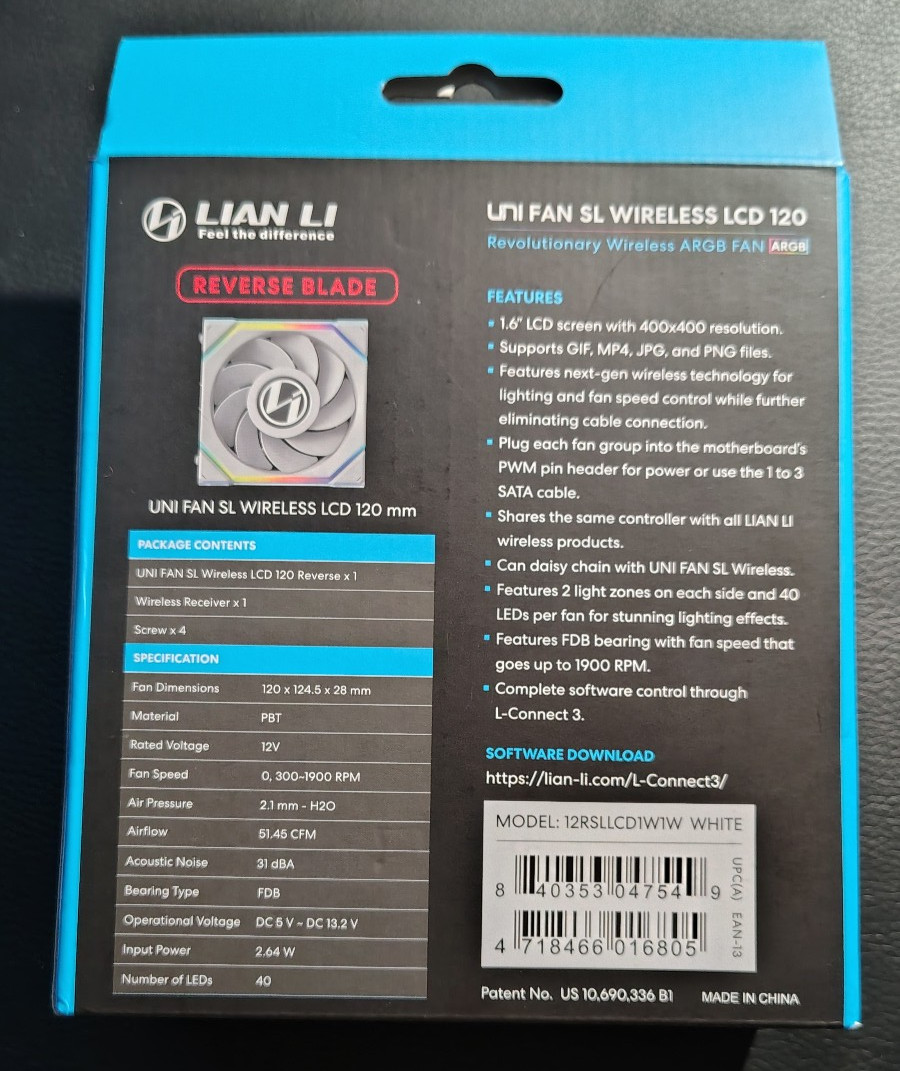 LIAN LI
Feel the difference
REVERSE BLADE
UNI FAN SL WIRELESS LCD 120 mm
PACKAGE CONTENTS
UNI FAN SL Wireless LCD 120 Reverse x 1
Wireless Receiver x 1
Screw x 4
SPECIFICATION
Fan Dimensions 120 x 124.5 x 28 mm
Material PBT
Rated Voltage 12V
Fan Speed 0, 300~1900 RPM
Air Pressure 2.1 mm - H2O
Airflow 51.45 CFM
Acoustic Noise 31 dBA
Bearing Type FDB
Operational Voltage DC 5 V ~ DC 13.2 V
Input Power 2.64 W
Number of LEDs 40
UNI FAN SL WIRELESS LCD 120
Revolutionary Wireless ARGB FAN ARGB
FEATURES
▪ 1.6” LCD screen with 400x400 resolution.
▪ Supports GIF, MP4, JPG, and PNG files.
▪ Features next-gen wireless technology for
lighting and fan speed control while further
eliminating cable connection.
▪ Plug each fan group into the motherboard's
PWM pin header for power or use the 1 to 3
SATA cable.
▪ Shares the same controller with all LIAN LI
wireless products.
▪ Can daisy chain with UNI FAN SL Wireless.
▪ Features 2 light zones on each side and 40
LEDs per fan for stunning lighting effects.
▪ Features FDB bearing with fan speed that
goes up to 1900 RPM.
▪ Complete software control through
L-Connect 3.
SOFTWARE DOWNLOAD
https://lian-li.com/L-Connect3/
MODEL: 12RSLLCD1W1W WHITE
8 40353 04754 9
UPC(A)
4 718466 016805
EAN-13
Patent No. US 10,690,336 B1 MADE IN CHINA